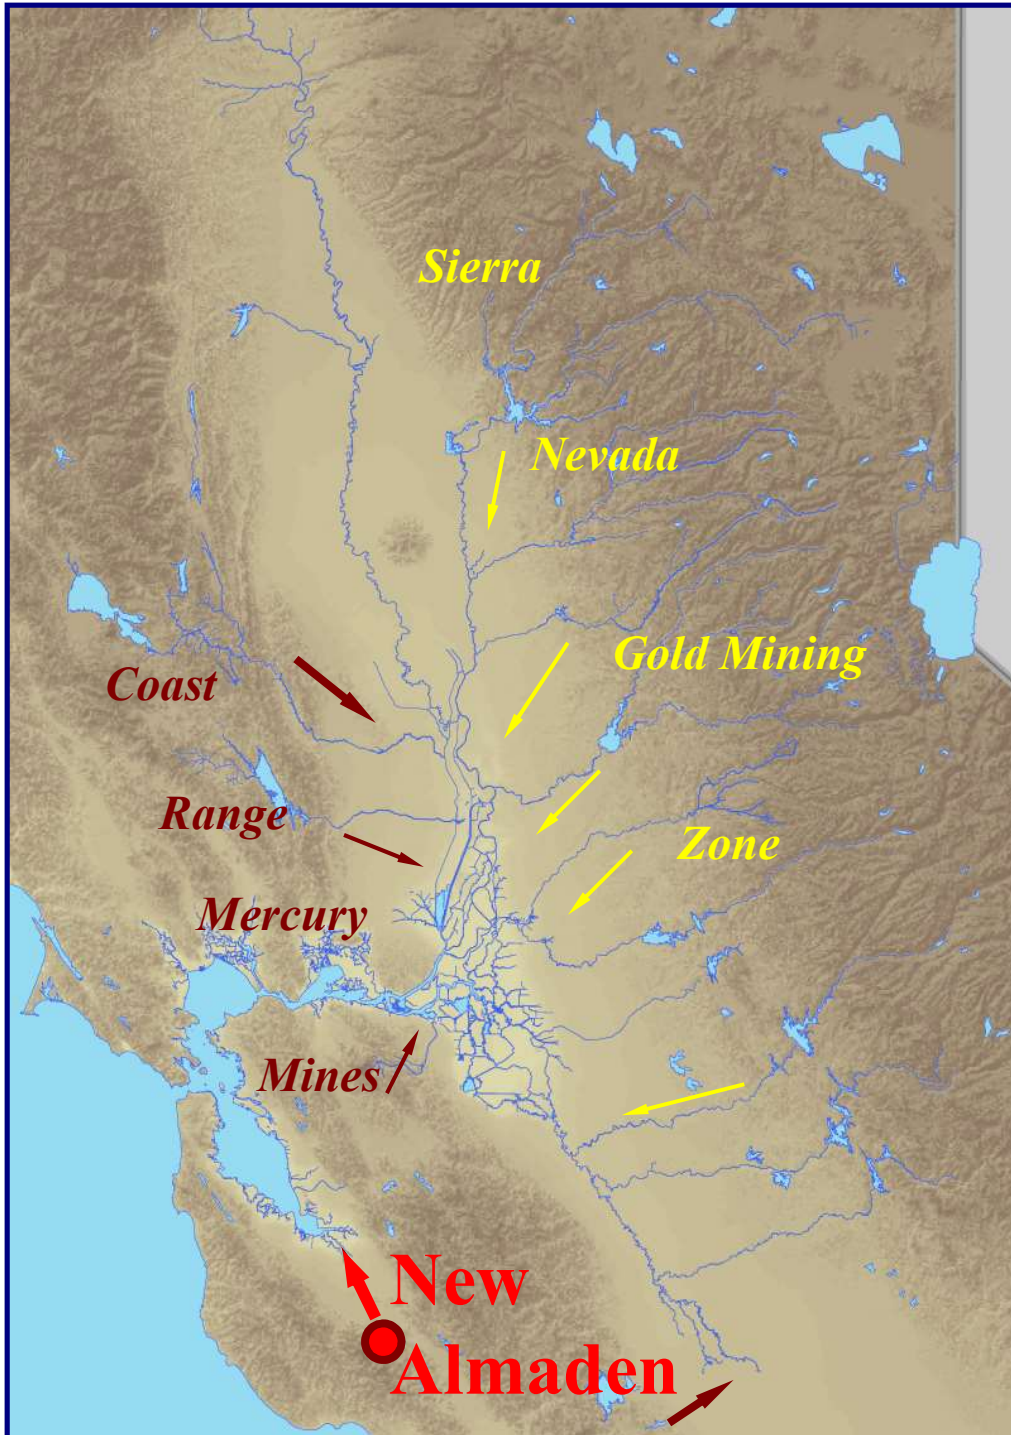 Sierra
Nevada
Gold Mining
Zone
Coast
Range
Mercury
Mines
New
Almaden